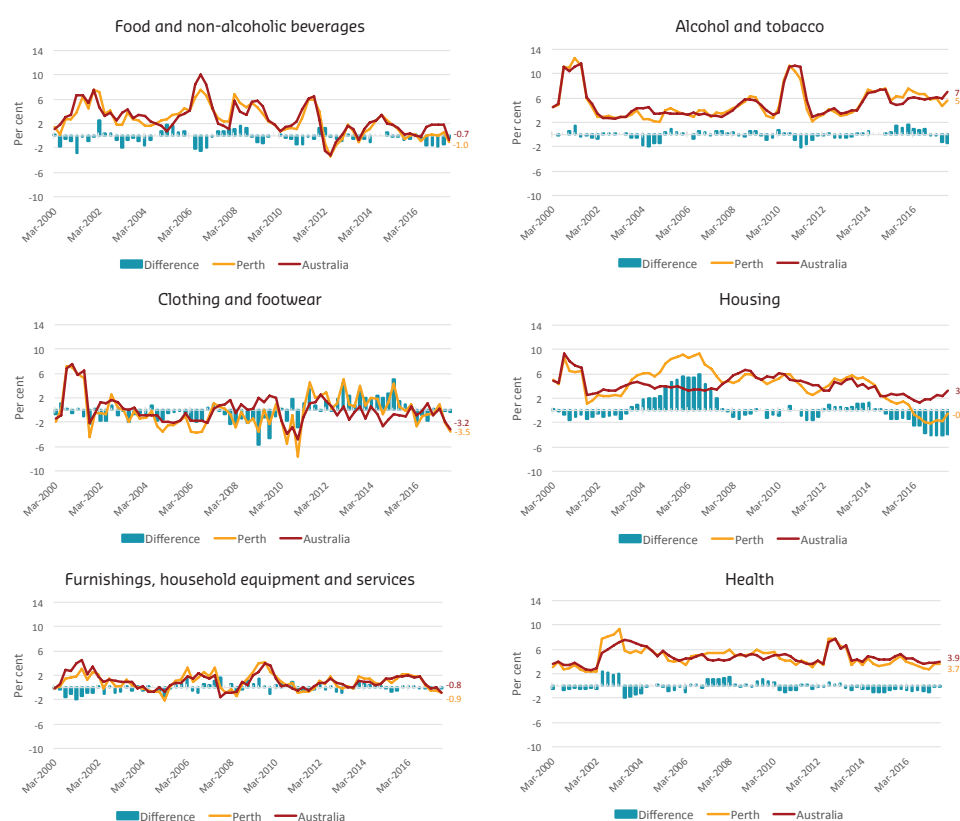 Food and non-alcoholic beverages
14
10
6
2
-2
-6
-10
Per cent
-0.7
-1.0
Mar-2000
Mar-2002
Mar-2004
Mar-2006
Mar-2008
Mar-2010
Mar-2012
Mar-2014
Mar-2016
Difference Perth Australia
Alcohol and tobacco
14
10
6
2
-2
-6
-10
Per cent
7
5
Mar-2000
Mar-2002
Mar-2004
Mar-2006
Mar-2008
Mar-2010
Mar-2012
Mar-2014
Mar-2016
Difference Perth Australia
Clothing and footwear
14
10
6
2
-2
-6
-10
Per cent
-3.2
-3.5
Mar-2000
Mar-2002
Mar-2004
Mar-2006
Mar-2008
Mar-2010
Mar-2012
Mar-2014
Mar-2016
Difference Perth Australia
Housing
14
10
6
2
-2
-6
-10
Per cent
3
-0
Mar-2000
Mar-2002
Mar-2004
Mar-2006
Mar-2008
Mar-2010
Mar-2012
Mar-2014
Mar-2016
Difference Perth Australia
Furnishings, household equipment and services
14
10
6
2
-2
-6
-10
Per cent
-0.8
-0.9
Mar-2000
Mar-2002
Mar-2004
Mar-2006
Mar-2008
Mar-2010
Mar-2012
Mar-2014
Mar-2016
Difference Perth Australia
Health
14
10
6
2
-2
-6
-10
Per cent
3.9
3.7
Mar-2000
Mar-2002
Mar-2004
Mar-2006
Mar-2008
Mar-2010
Mar-2012
Mar-2014
Mar-2016
Difference Perth Australia